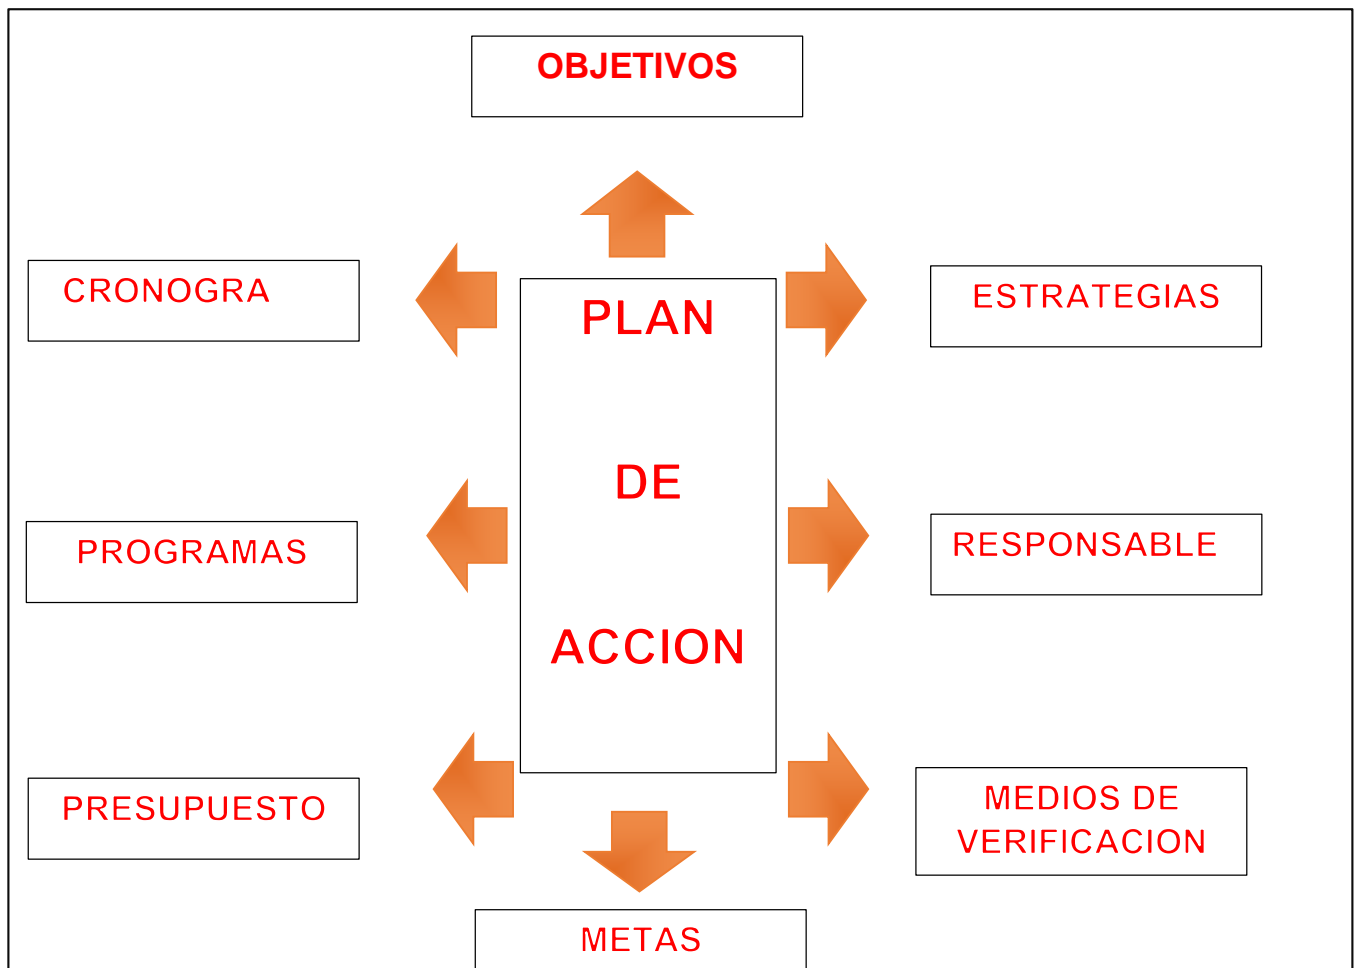 OBJETIVOS
CRONOGRA
PLAN
ESTRATEGIAS
DE
PROGRAMAS
RESPONSABLE
ACCION
PRESUPUESTO
MEDIOS DE
VERIFICACION
METAS